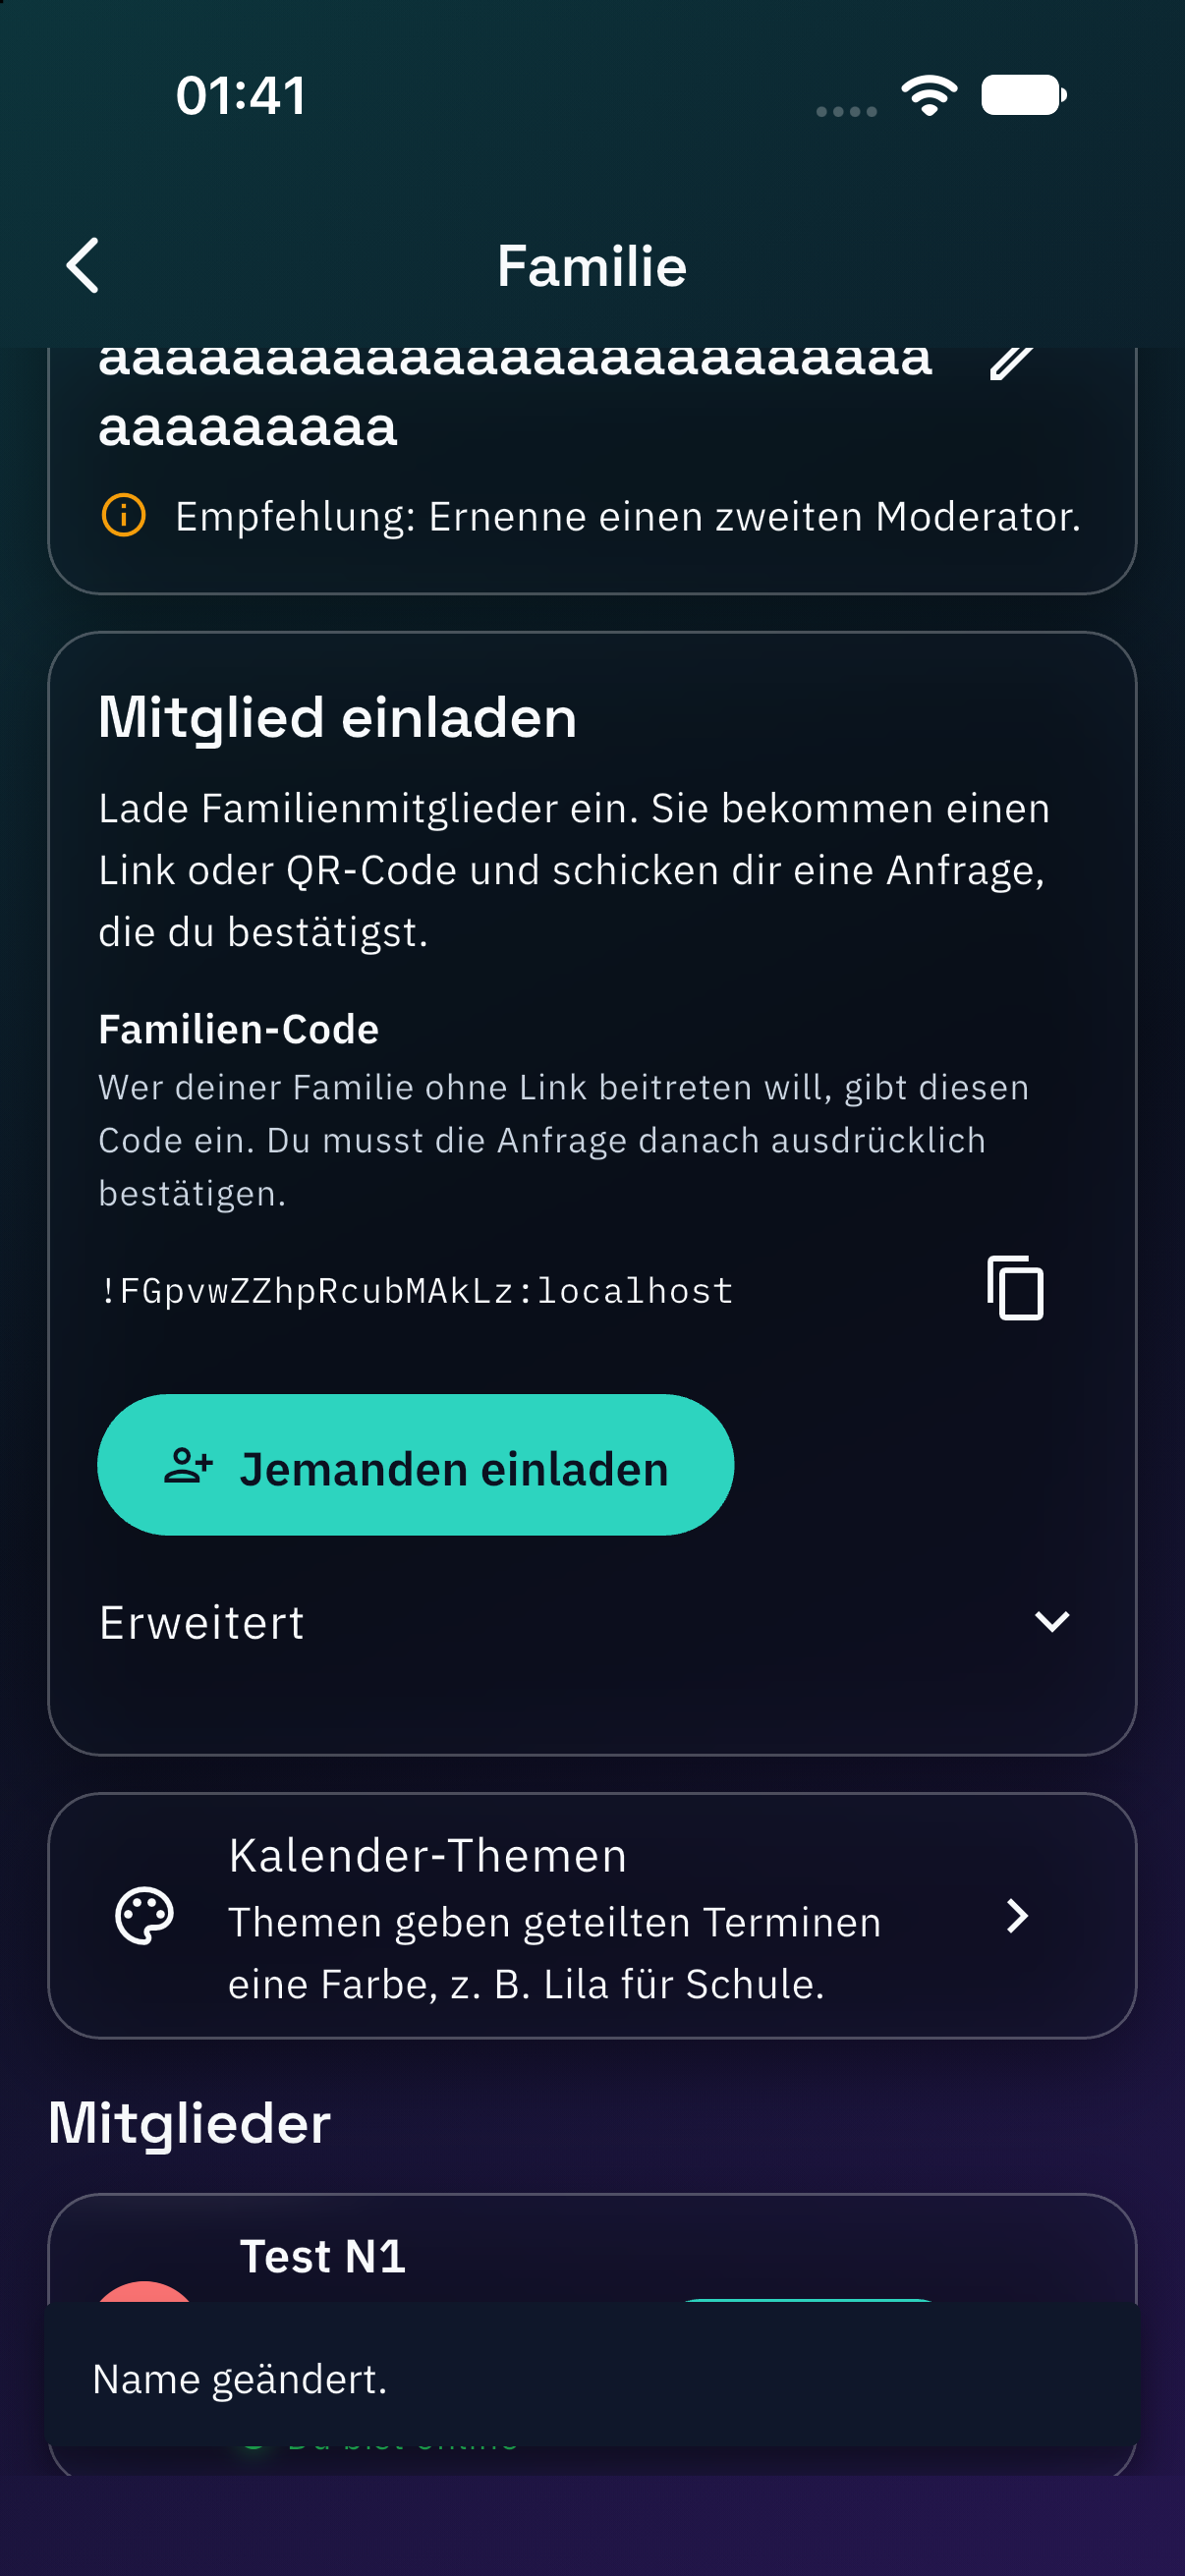 01:41
Familie
aaaaaaaaaaaaaaaaaaaaaaaaa
aaaaaaaaa
Empfehlung: Ernenne einen zweiten Moderator.
Mitglied einladen
Lade Familienmitglieder ein. Sie bekommen einen
Link oder QR-Code und schicken dir eine Anfrage,
die du bestätigst.
Familien-Code
Wer deiner Familie ohne Link beitreten will, gibt diesen
Code ein. Du musst die Anfrage danach ausdrücklich
bestätigen.
!FGpvwZZhpRcubMAkLz:localhost
Jemanden einladen
Erweitert
Kalender-Themen
Themen geben geteilten Terminen
eine Farbe, z. B. Lila für Schule.
Mitglieder
Test N1
Name geändert.